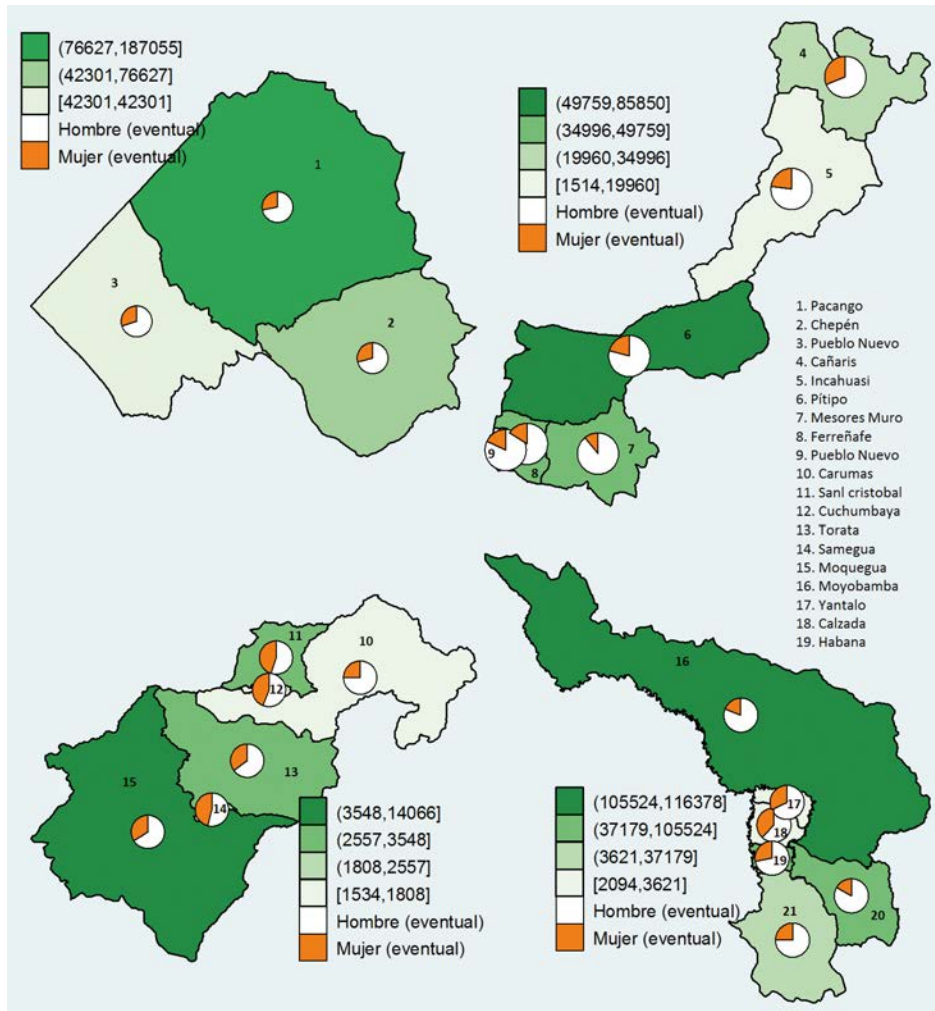 (76627,187055]
(42301,76627]
[42301,42301]
Hombre (eventual)
Mujer (eventual)
1
2
3
(49759,85850]
(34996,49759]
(19960,34996]
[1514,19960]
Hombre (eventual)
Mujer (eventual)
4
5
6
7
8
9
1. Pacango
2. Chepén
3. Pueblo Nuevo
4. Cañaris
5. Incahuasi
6. Pítipo
7. Mesores Muro
8. Ferreñafe
9. Pueblo Nuevo
10. Carumas
11. Sanl cristobal
12. Cuchumbaya
13. Torata
14. Samegua
15. Moquegua
16. Moyobamba
17. Yantalo
18. Calzada
19. Habana
10
11
12
13
14
15
(3548,14066]
(2557,3548]
(1808,2557]
[1534,1808]
Hombre (eventual)
Mujer (eventual)
16
17
18
19
20
21
(105524,116378]
(37179,105524]
(3621,37179]
[2094,3621]
Hombre (eventual)
Mujer (eventual)